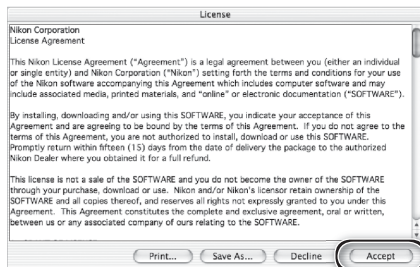 License
Nikon Corporation
License Agreement
This Nikon License Agreement ("Agreement") is a legal agreement between you (either an individual
or single entity) and Nikon Corporation ("Nikon") setting forth the terms and conditions for your use
of the Nikon software accompanying this Agreement which includes computer software and may
include associated media, printed materials, and "online" or electronic documentation ("SOFTWARE").
By installing, downloading and/or using this SOFTWARE, you indicate your acceptance of this
Agreement and are agreeing to be bound by the terms of this Agreement. If you do not agree to the
terms of this Agreement, you are not authorized to install, download or use this SOFTWARE.
Promptly return within fifteen (15) days from the date of delivery the package to the authorized
Nikon Dealer where you obtained it for a full refund.
This license is not a sale of the SOFTWARE and you do not become the owner of the SOFTWARE
through your purchase, download or use. Nikon and/or Nikon's licensor retain ownership of the
SOFTWARE and all copies thereof, and reserves all rights not expressly granted to you under this
Agreement. This Agreement constitutes the complete and exclusive agreement, oral or written,
between us or any associated company of ours relating to the SOFTWARE.
Print... Save As... Decline Accept